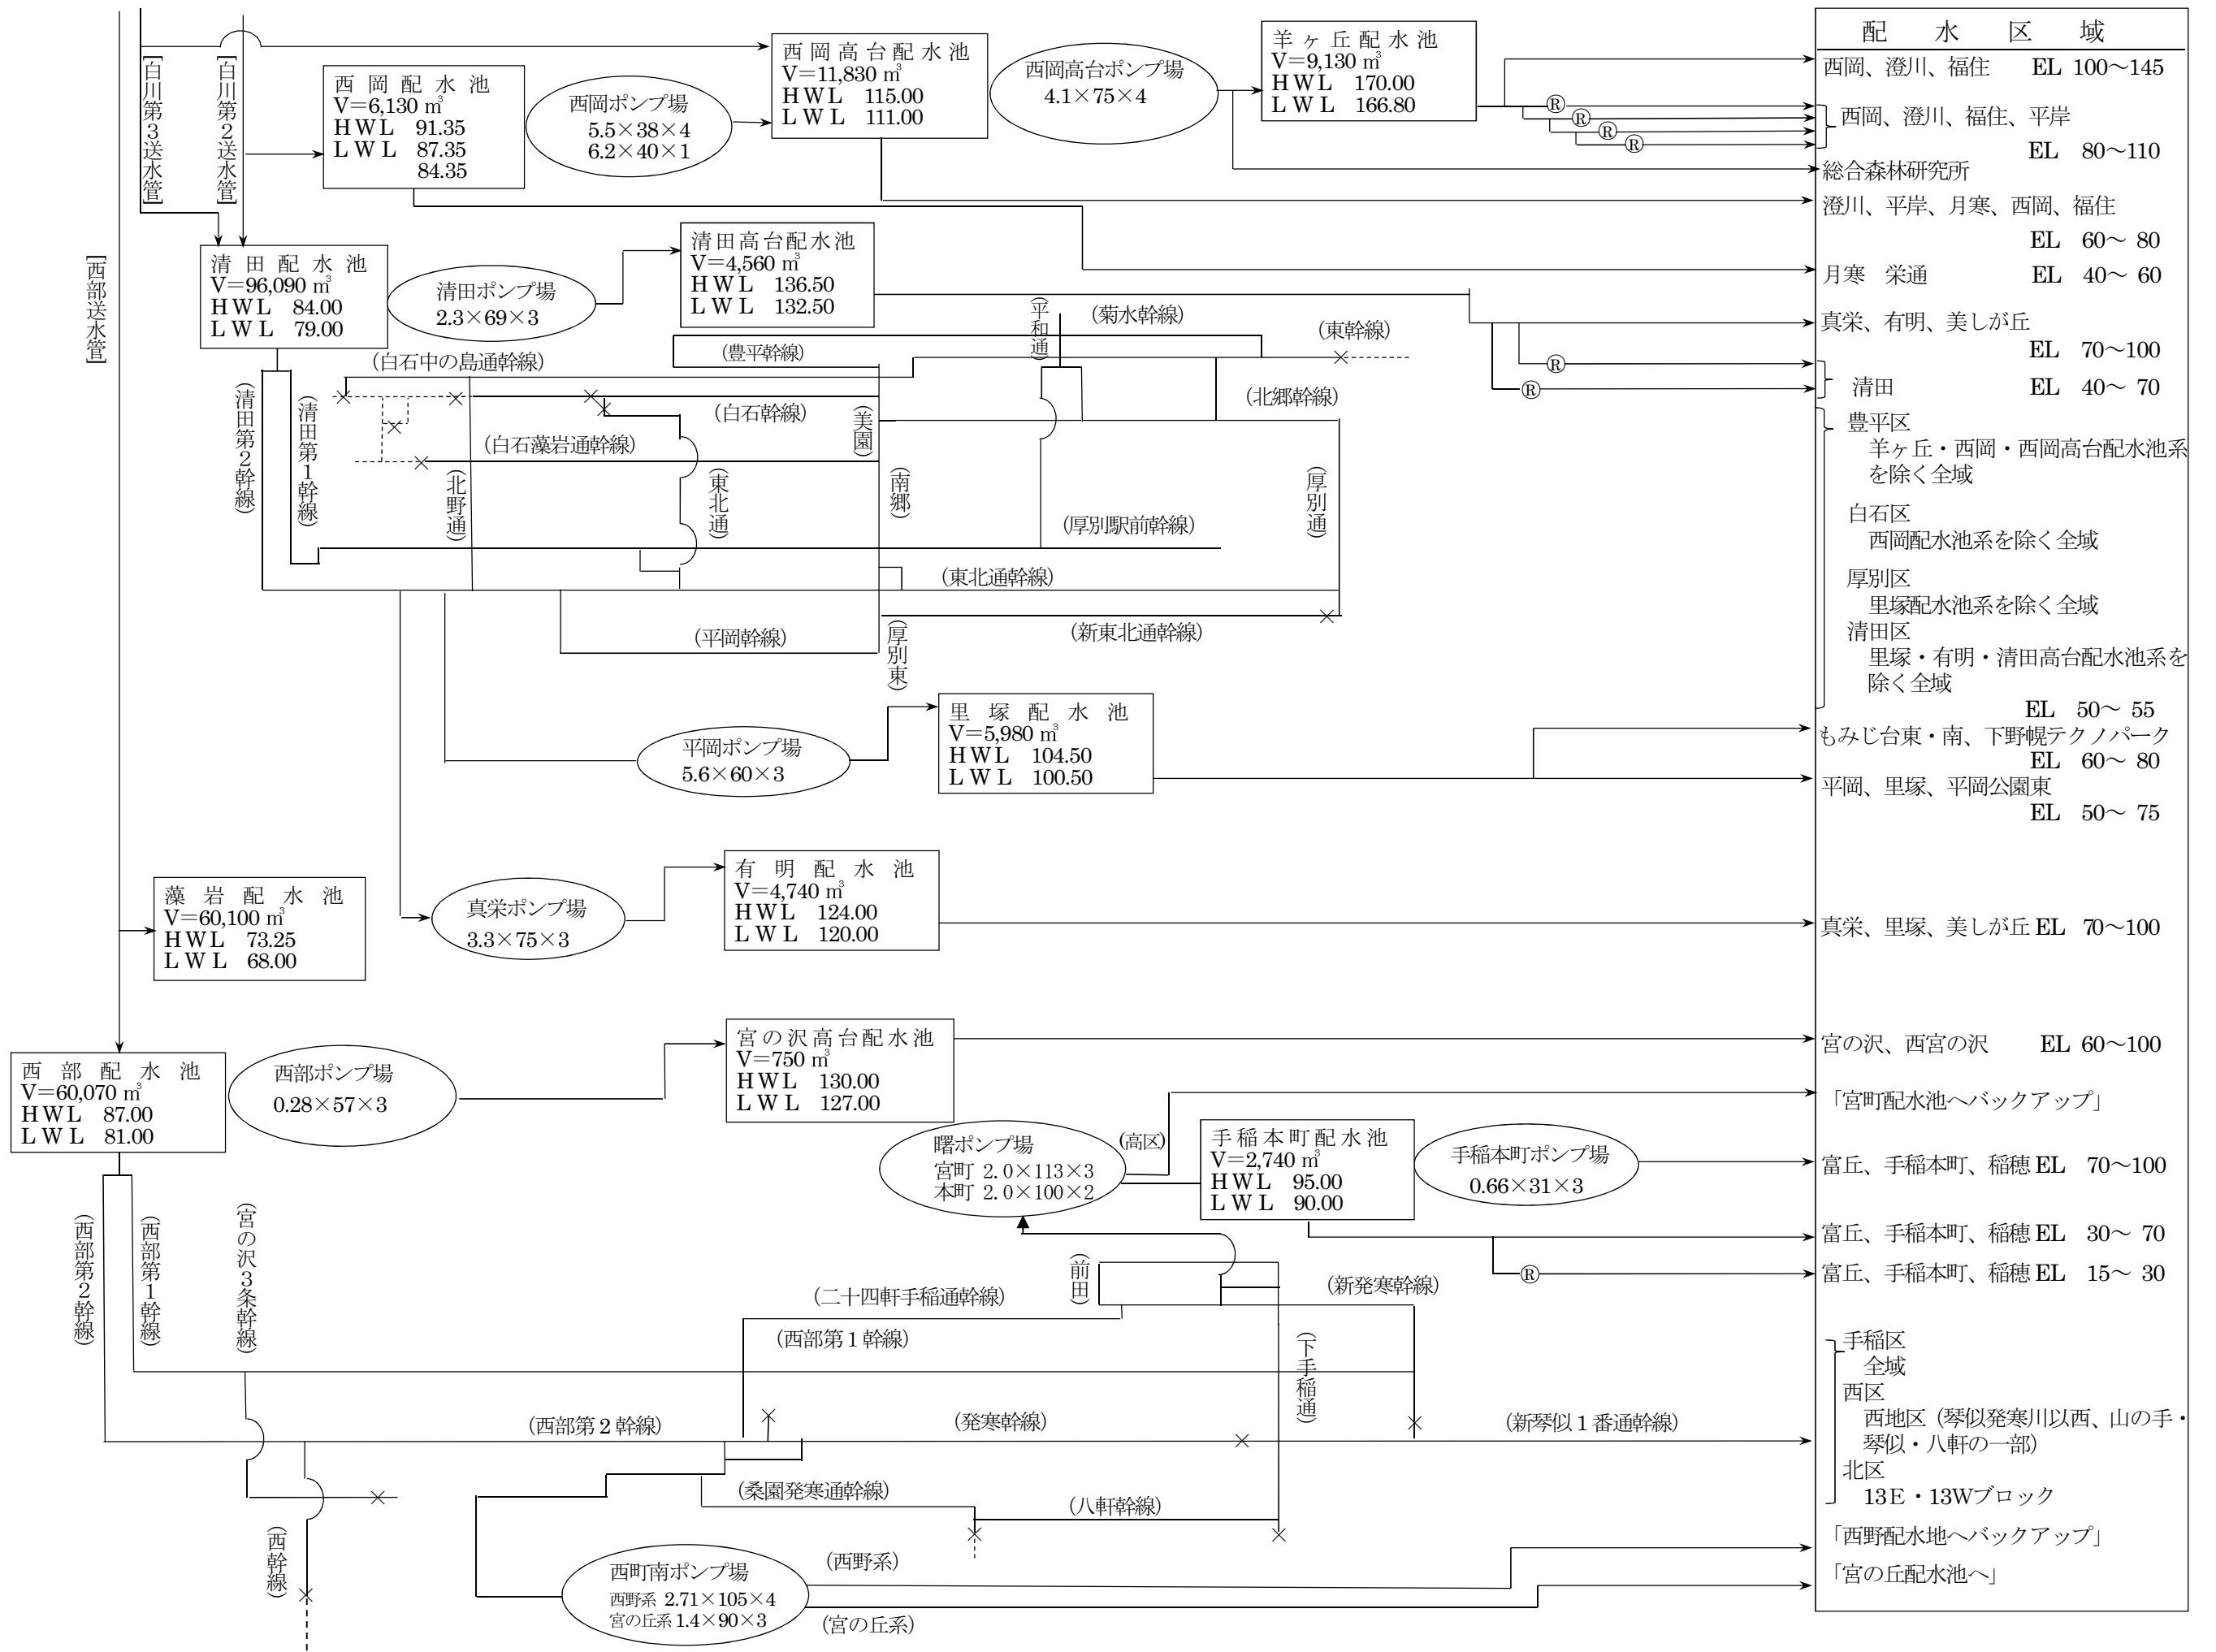 [白川第3送水管]
[白川第2送水管]
[西部送水管]
西岡配水池
V=6,130 ㎥
HWL 91.35
LWL 87.35
84.35
西岡ポンプ場
5.5×38×4
6.2×40×1
西岡高台配水池
V=11,830 ㎥
HWL 115.00
LWL 111.00
西岡高台ポンプ場
4.1×75×4
羊ヶ丘配水池
V=9,130 ㎥
HWL 170.00
LWL 166.80
Ⓡ
Ⓡ
Ⓡ
Ⓡ
清田配水池
V=96,090 ㎥
HWL 84.00
LWL 79.00
清田ポンプ場
2.3×69×3
清田高台配水池
V=4,560 ㎥
HWL 136.50
LWL 132.50
Ⓡ
Ⓡ
(清田第2幹線)
(清田第1幹線)
(白石中の島通幹線)
(豊平幹線)
(平和通)
(菊水幹線)
(東幹線)
(白石幹線)
(美園)
(北郷幹線)
(白石藻岩通幹線)
(北野通)
(東北通)
(南郷)
(厚別通)
(厚別駅前幹線)
(東北通幹線)
(平岡幹線)
(厚別東)
(新東北通幹線)
平岡ポンプ場
5.6×60×3
里塚配水池
V=5,980 ㎥
HWL 104.50
LWL 100.50
藻岩配水池
V=60,100 ㎥
HWL 73.25
LWL 68.00
真栄ポンプ場
3.3×75×3
有明配水池
V=4,740 ㎥
HWL 124.00
LWL 120.00
西部配水池
V=60,070 ㎥
HWL 87.00
LWL 81.00
西部ポンプ場
0.28×57×3
宮の沢高台配水池
V=750 ㎥
HWL 130.00
LWL 127.00
曙ポンプ場
宮町 2.0×113×3
本町 2.0×100×2
(高区)
手稲本町配水池
V=2,740 ㎥
HWL 95.00
LWL 90.00
手稲本町ポンプ場
0.66×31×3
Ⓡ
(西部第2幹線)
(西部第1幹線)
(宮の沢3条幹線)
(前田)
(新発寒幹線)
(二十四軒手稲通幹線)
(西部第1幹線)
(下手稲通)
(西部第2幹線)
(発寒幹線)
(新琴似1番通幹線)
(桑園発寒通幹線)
(八軒幹線)
(西幹線)
西町南ポンプ場
西野系 2.71×105×4
宮の丘系 1.4×90×3
(西野系)
(宮の丘系)
配水区域
西岡、澄川、福住 EL 100~145
西岡、澄川、福住、平岸
EL 80~110
総合森林研究所
澄川、平岸、月寒、西岡、福住
EL 60~ 80
月寒 栄通 EL 40~ 60
真栄、有明、美しが丘
EL 70~100
清田 EL 40~ 70
豊平区
羊ヶ丘・西岡・西岡高台配水池系
を除く全域
白石区
西岡配水池系を除く全域
厚別区
里塚配水池系を除く全域
清田区
里塚・有明・清田高台配水池系を
除く全域
EL 50~ 55
もみじ台東・南、下野幌テクノパーク
EL 60~ 80
平岡、里塚、平岡公園東
EL 50~ 75
真栄、里塚、美しが丘 EL 70~100
宮の沢、西宮の沢 EL 60~100
「宮町配水池へバックアップ」
富丘、手稲本町、稲穂 EL 70~100
富丘、手稲本町、稲穂 EL 30~ 70
富丘、手稲本町、稲穂 EL 15~ 30
手稲区
全域
西区
西地区(琴似発寒川以西、山の手・
琴似・八軒の一部)
北区
13E・13Wブロック
「西野配水地へバックアップ」
「宮の丘配水池へ」